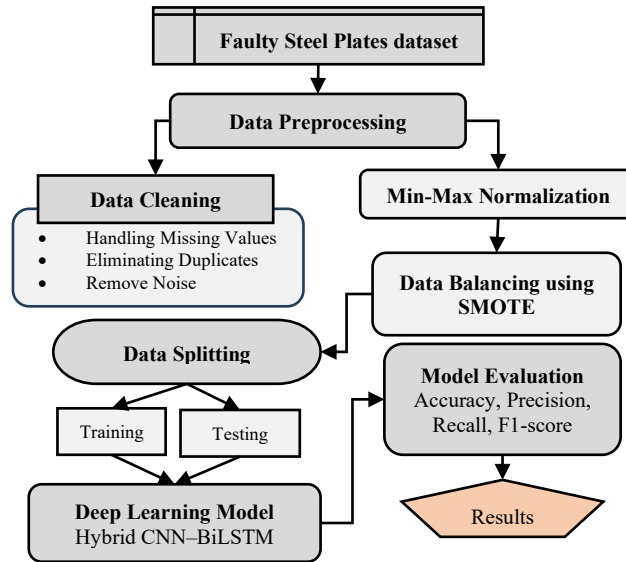 Faulty Steel Plates dataset
Data Preprocessing
Data Cleaning
• Handling Missing Values
• Eliminating Duplicates
• Remove Noise
Min-Max Normalization
Data Balancing using
SMOTE
Data Splitting
Training
Testing
Deep Learning Model
Hybrid CNN–BiLSTM
Model Evaluation
Accuracy, Precision,
Recall, F1-score
Results